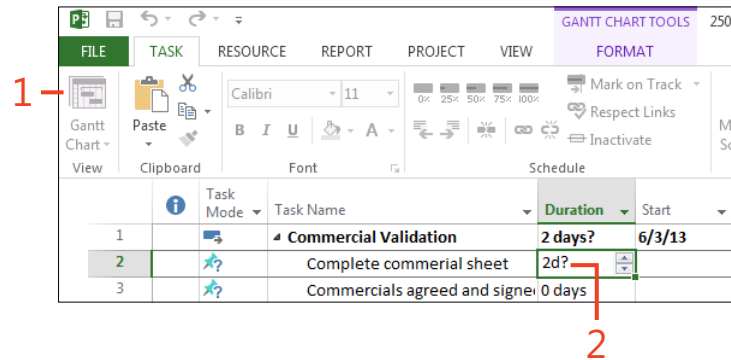 GANTT CHART TOOLS 250
FILE TASK RESOURCE REPORT PROJECT VIEW FORMAT
1
Gantt Chart
Paste
Calibri 11
B I U A
0% 25% 50% 75% 100%
Mark on Track
Respect Links
Inactivate
M
Sc
View Clipboard Font Schedule
Task Mode Task Name Duration Start
1 Commercial Validation 2 days? 6/3/13
2 Complete commerial sheet 2d?
3 Commercials agreed and signe 0 days
2